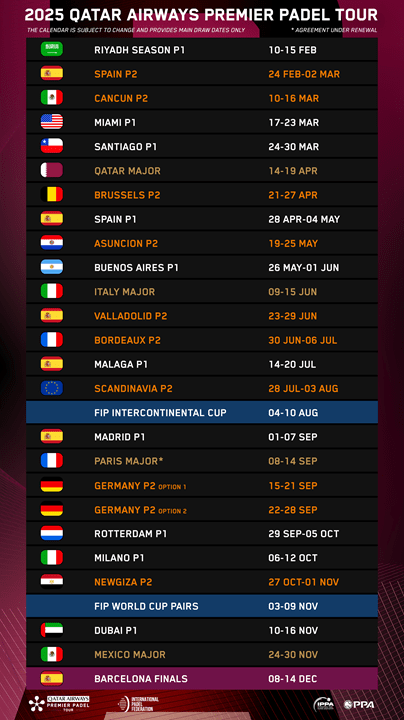 2025 QATAR AIRWAYS PREMIER PADEL TOUR
THE CALENDAR IS SUBJECT TO CHANGE AND PROVIDES MAIN DRAW DATES ONLY * AGREEMENT UNDER RENEWAL
RIYADH SEASON P1 10-15 FEB
SPAIN P2 24 FEB-02 MAR
CANCUN P2 10-16 MAR
MIAMI P1 17-23 MAR
SANTIAGO P1 24-30 MAR
QATAR MAJOR 14-19 APR
BRUSSELS P2 21-27 APR
SPAIN P1 28 APR-04 MAY
ASUNCION P2 19-25 MAY
BUENOS AIRES P1 26 MAY-01 JUN
ITALY MAJOR 09-15 JUN
VALLADOLID P2 23-29 JUN
BORDEAUX P2 30 JUN-06 JUL
MALAGA P1 14-20 JUL
SCANDINAVIA P2 28 JUL-03 AUG
FIP INTERCONTINENTAL CUP 04-10 AUG
MADRID P1 01-07 SEP
PARIS MAJOR* 08-14 SEP
GERMANY P2 OPTION 1 15-21 SEP
GERMANY P2 OPTION 2 22-28 SEP
ROTTERDAM P1 29 SEP-05 OCT
MILANO P1 06-12 OCT
NEWGIZA P2 27 OCT-01 NOV
FIP WORLD CUP PAIRS 03-09 NOV
DUBAI P1 10-16 NOV
MEXICO MAJOR 24-30 NOV
BARCELONA FINALS 08-14 DEC
QATAR AIRWAYS
PREMIER PADEL
TOUR
INTERNATIONAL
PADEL
FEDERATION
IPPA
PPA